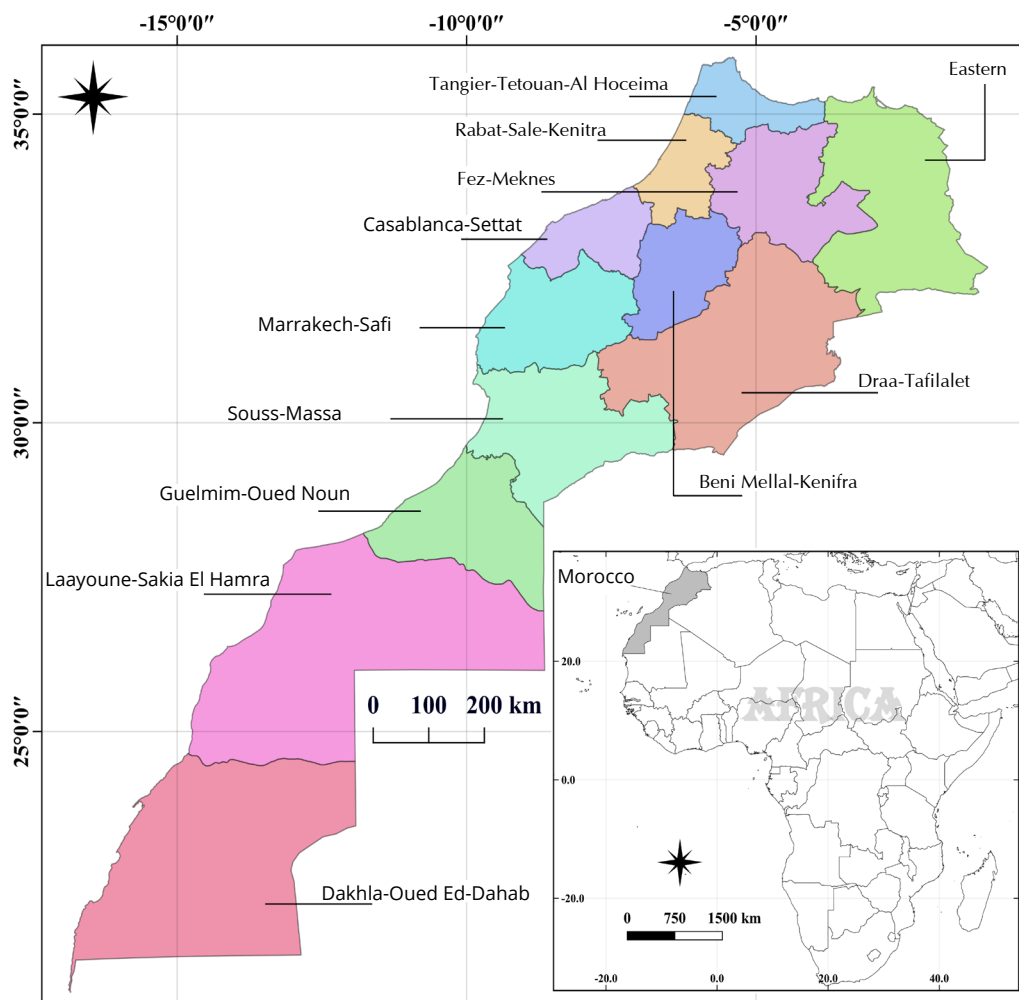 -15°0'0" -10°0'0" -5°0'0"
35°0'0"
30°0'0"
25°0'0"
Eastern
Tangier-Tetouan-Al Hoceima
Rabat-Sale-Kenitra
Fez-Meknes
Casablanca-Settat
Marrakech-Safi
Draa-Tafilalet
Souss-Massa
Beni Mellal-Kenifra
Guelmim-Oued Noun
Laayoune-Sakia El Hamra
0 100 200 km
Dakhla-Oued Ed-Dahab
Morocco
AFRICA
20.0
0.0
-20.0
0 750 1500 km
-20.0 0.0 20.0 40.0